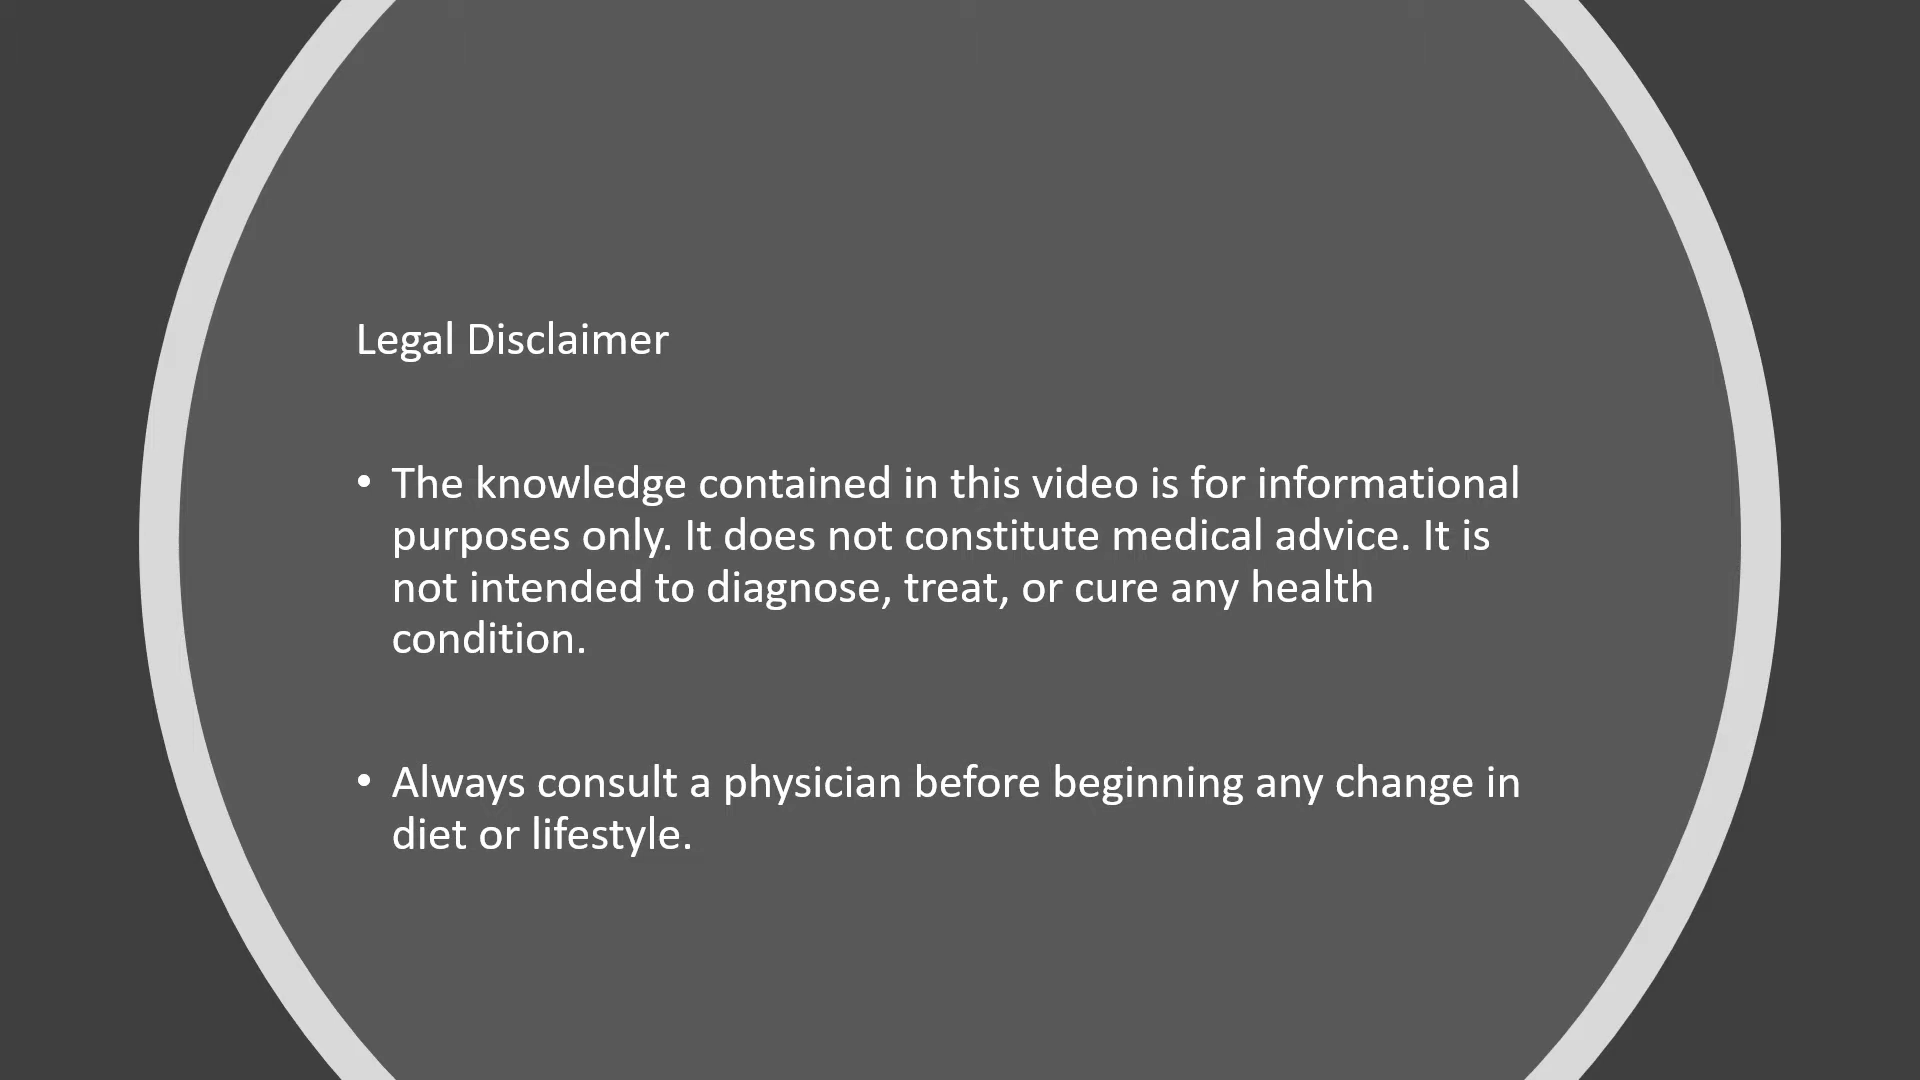 Legal Disclaimer
• The knowledge contained in this video is for informational
purposes only. It does not constitute medical advice. It is
not intended to diagnose, treat, or cure any health
condition.
• Always consult a physician before beginning any change in
diet or lifestyle.